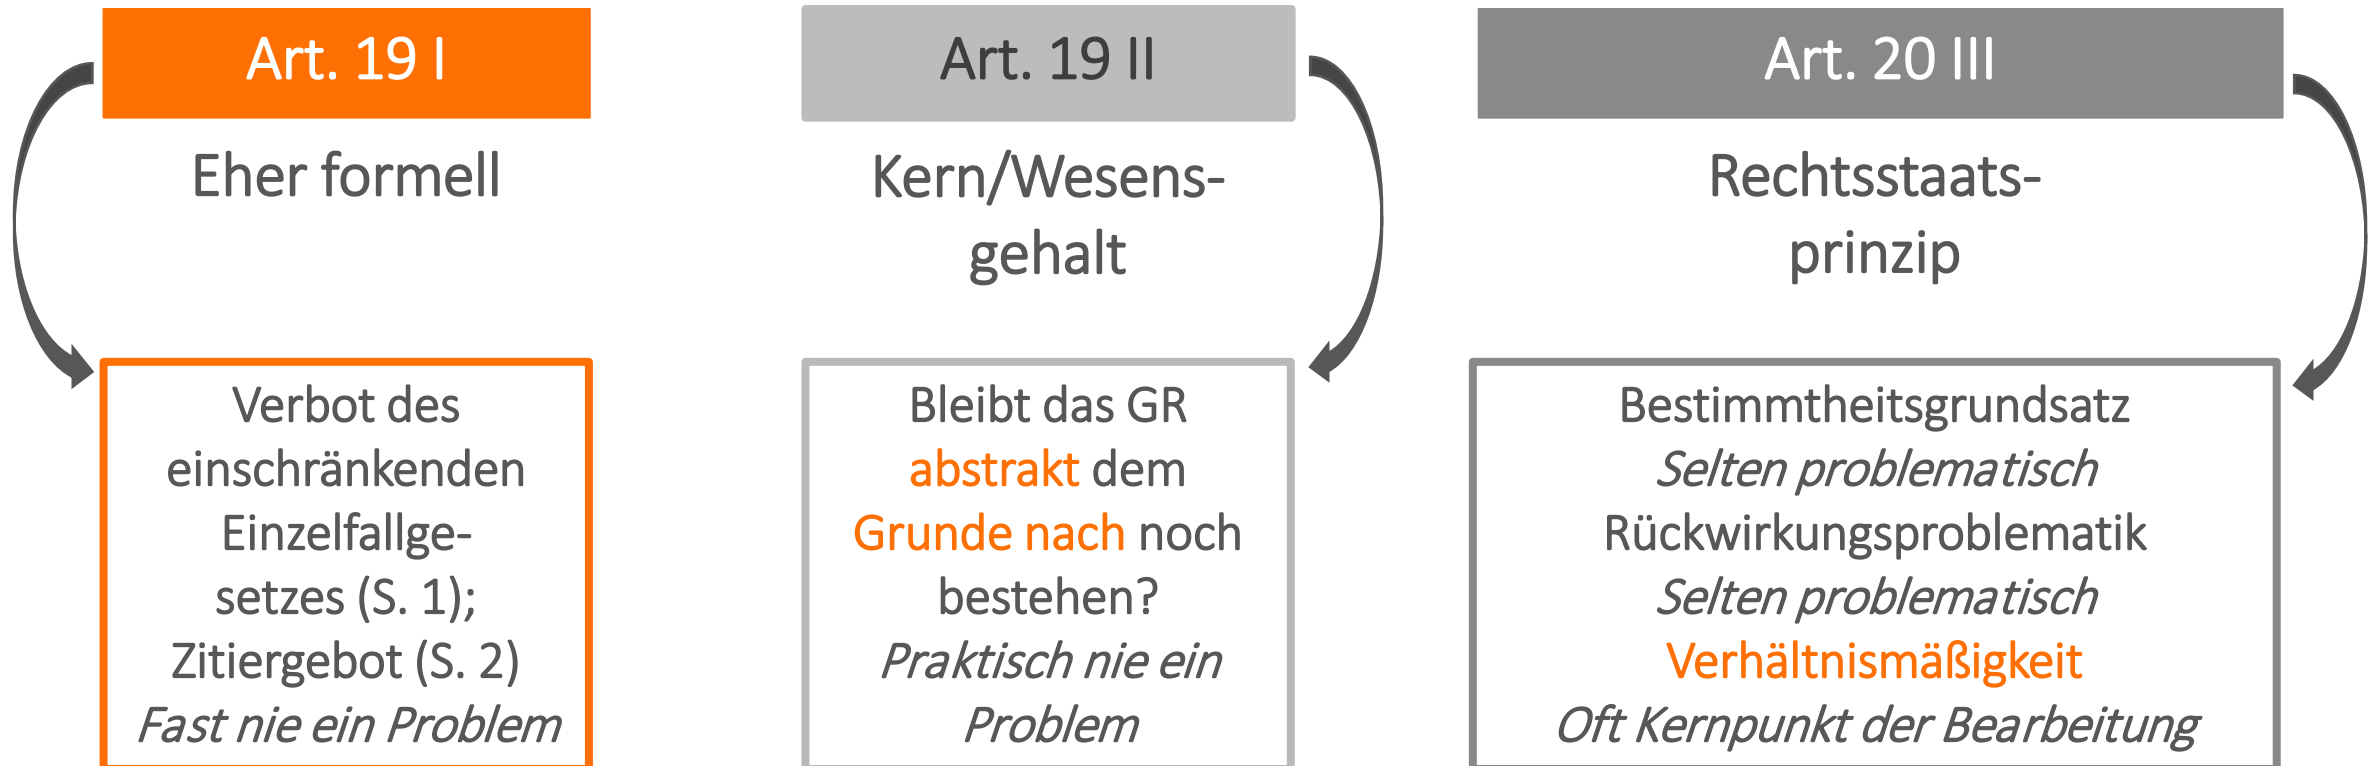 Art. 19 I
Eher formell
Verbot des
einschränkenden
Einzelfallge-
setzes (S. 1);
Zitiergebot (S. 2)
Fast nie ein Problem
Art. 19 II
Kern/Wesens-
gehalt
Bleibt das GR
abstrakt dem
Grunde nach noch
bestehen?
Praktisch nie ein
Problem
Art. 20 III
Rechtsstaats-
prinzip
Bestimmtheitsgrundsatz
Selten problematisch
Rückwirkungsproblematik
Selten problematisch
Verhältnismäßigkeit
Oft Kernpunkt der Bearbeitung